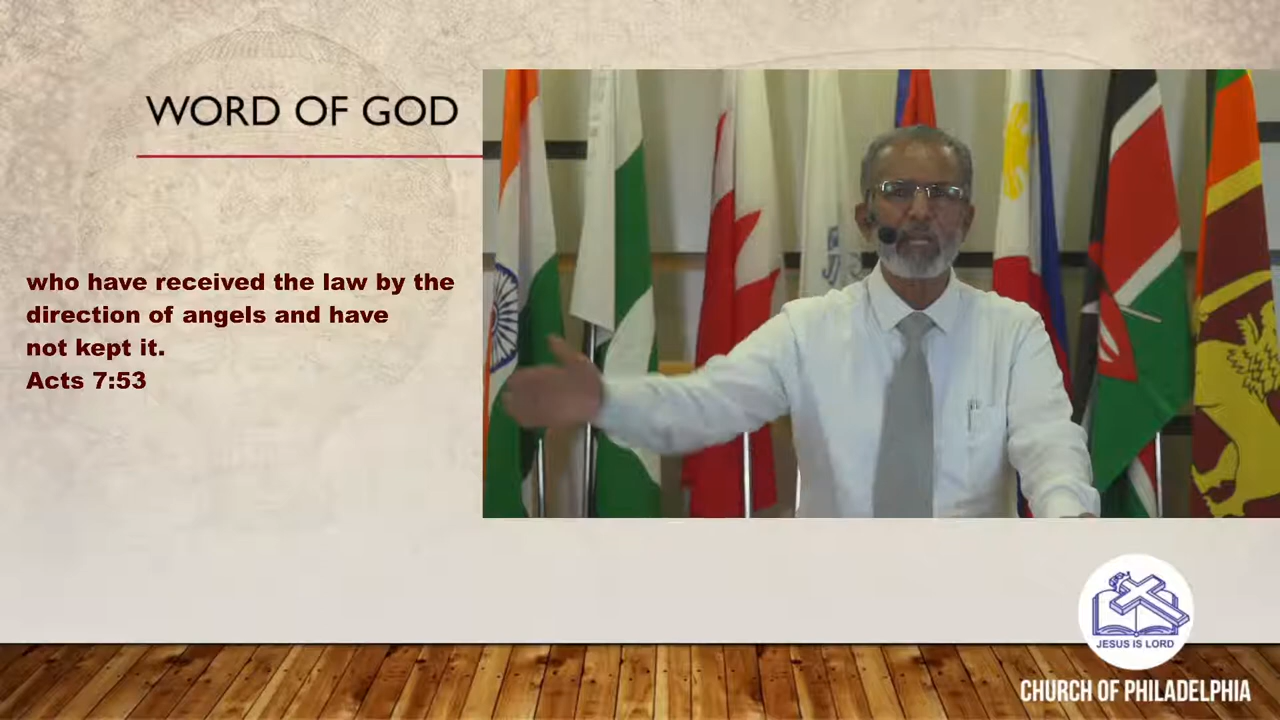 WORD OF GOD
who have received the law by the
direction of angels and have
not kept it.
Acts 7:53
JESUS IS LORD
CHURCH OF PHILADELPHIA